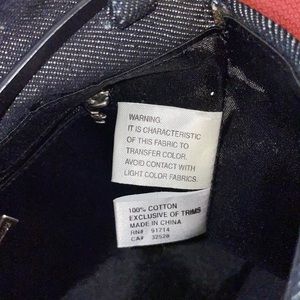 WARNING:
IT IS CHARACTERISTIC
OF THIS FABRIC TO
TRANSFER COLOR.
AVOID CONTACT WITH
LIGHT COLOR FABRICS.
100% COTTON
EXCLUSIVE OF TRIMS
MADE IN CHINA
RN# 91714
CA# 32528